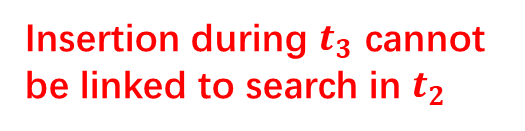 Insertion during t₃ cannot
be linked to search in t₂